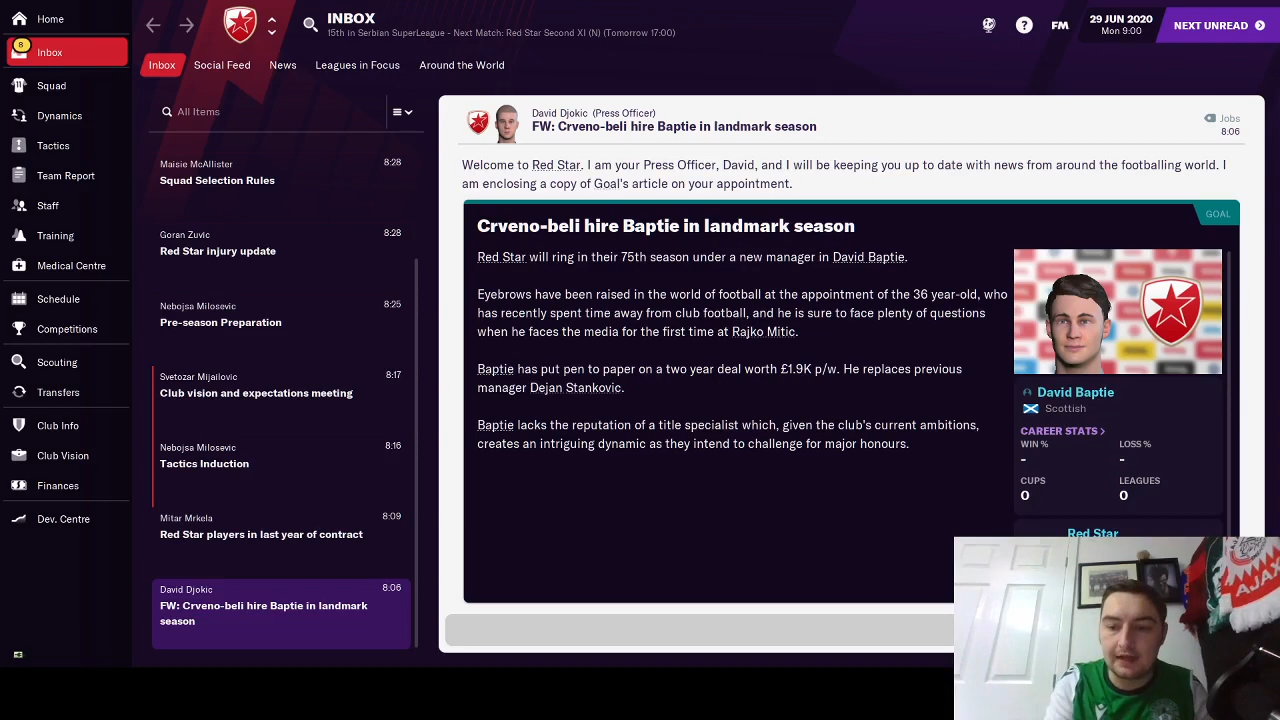 Home
8
Inbox
Squad
Dynamics
Tactics
Team Report
Staff
Training
Medical Centre
Schedule
Competitions
Scouting
Transfers
Club Info
Club Vision
Finances
Dev. Centre
INBOX
15th in Serbian SuperLeague - Next Match: Red Star Second XI (N) (Tomorrow 17:00)
?
FM
29 JUN 2020
Mon 9:00
NEXT UNREAD
Inbox
Social Feed
News
Leagues in Focus
Around the World
All Items
Maisie McAllister 8:28
Squad Selection Rules
Goran Zuvic 8:28
Red Star injury update
Nebojsa Milosevic 8:25
Pre-season Preparation
Svetozar Mijailovic 8:17
Club vision and expectations meeting
Nebojsa Milosevic 8:16
Tactics Induction
Mitar Mrkela 8:09
Red Star players in last year of contract
David Djokic 8:06
FW: Crveno-beli hire Baptie in landmark
season
David Djokic (Press Officer)
FW: Crveno-beli hire Baptie in landmark season
Jobs
8:06
Welcome to Red Star. I am your Press Officer, David, and I will be keeping you up to date with news from around the footballing world. I
am enclosing a copy of Goal's article on your appointment.
GOAL
Crveno-beli hire Baptie in landmark season
Red Star will ring in their 75th season under a new manager in David Baptie.
Eyebrows have been raised in the world of football at the appointment of the 36 year-old, who
has recently spent time away from club football, and he is sure to face plenty of questions
when he faces the media for the first time at Rajko Mitic.
Baptie has put pen to paper on a two year deal worth £1.9K p/w. He replaces previous
manager Dejan Stankovic.
Baptie lacks the reputation of a title specialist which, given the club's current ambitions,
creates an intriguing dynamic as they intend to challenge for major honours.
David Baptie
Scottish
CAREER STATS >
WIN % LOSS %
- -
CUPS LEAGUES
0 0
Red Star
AJAX